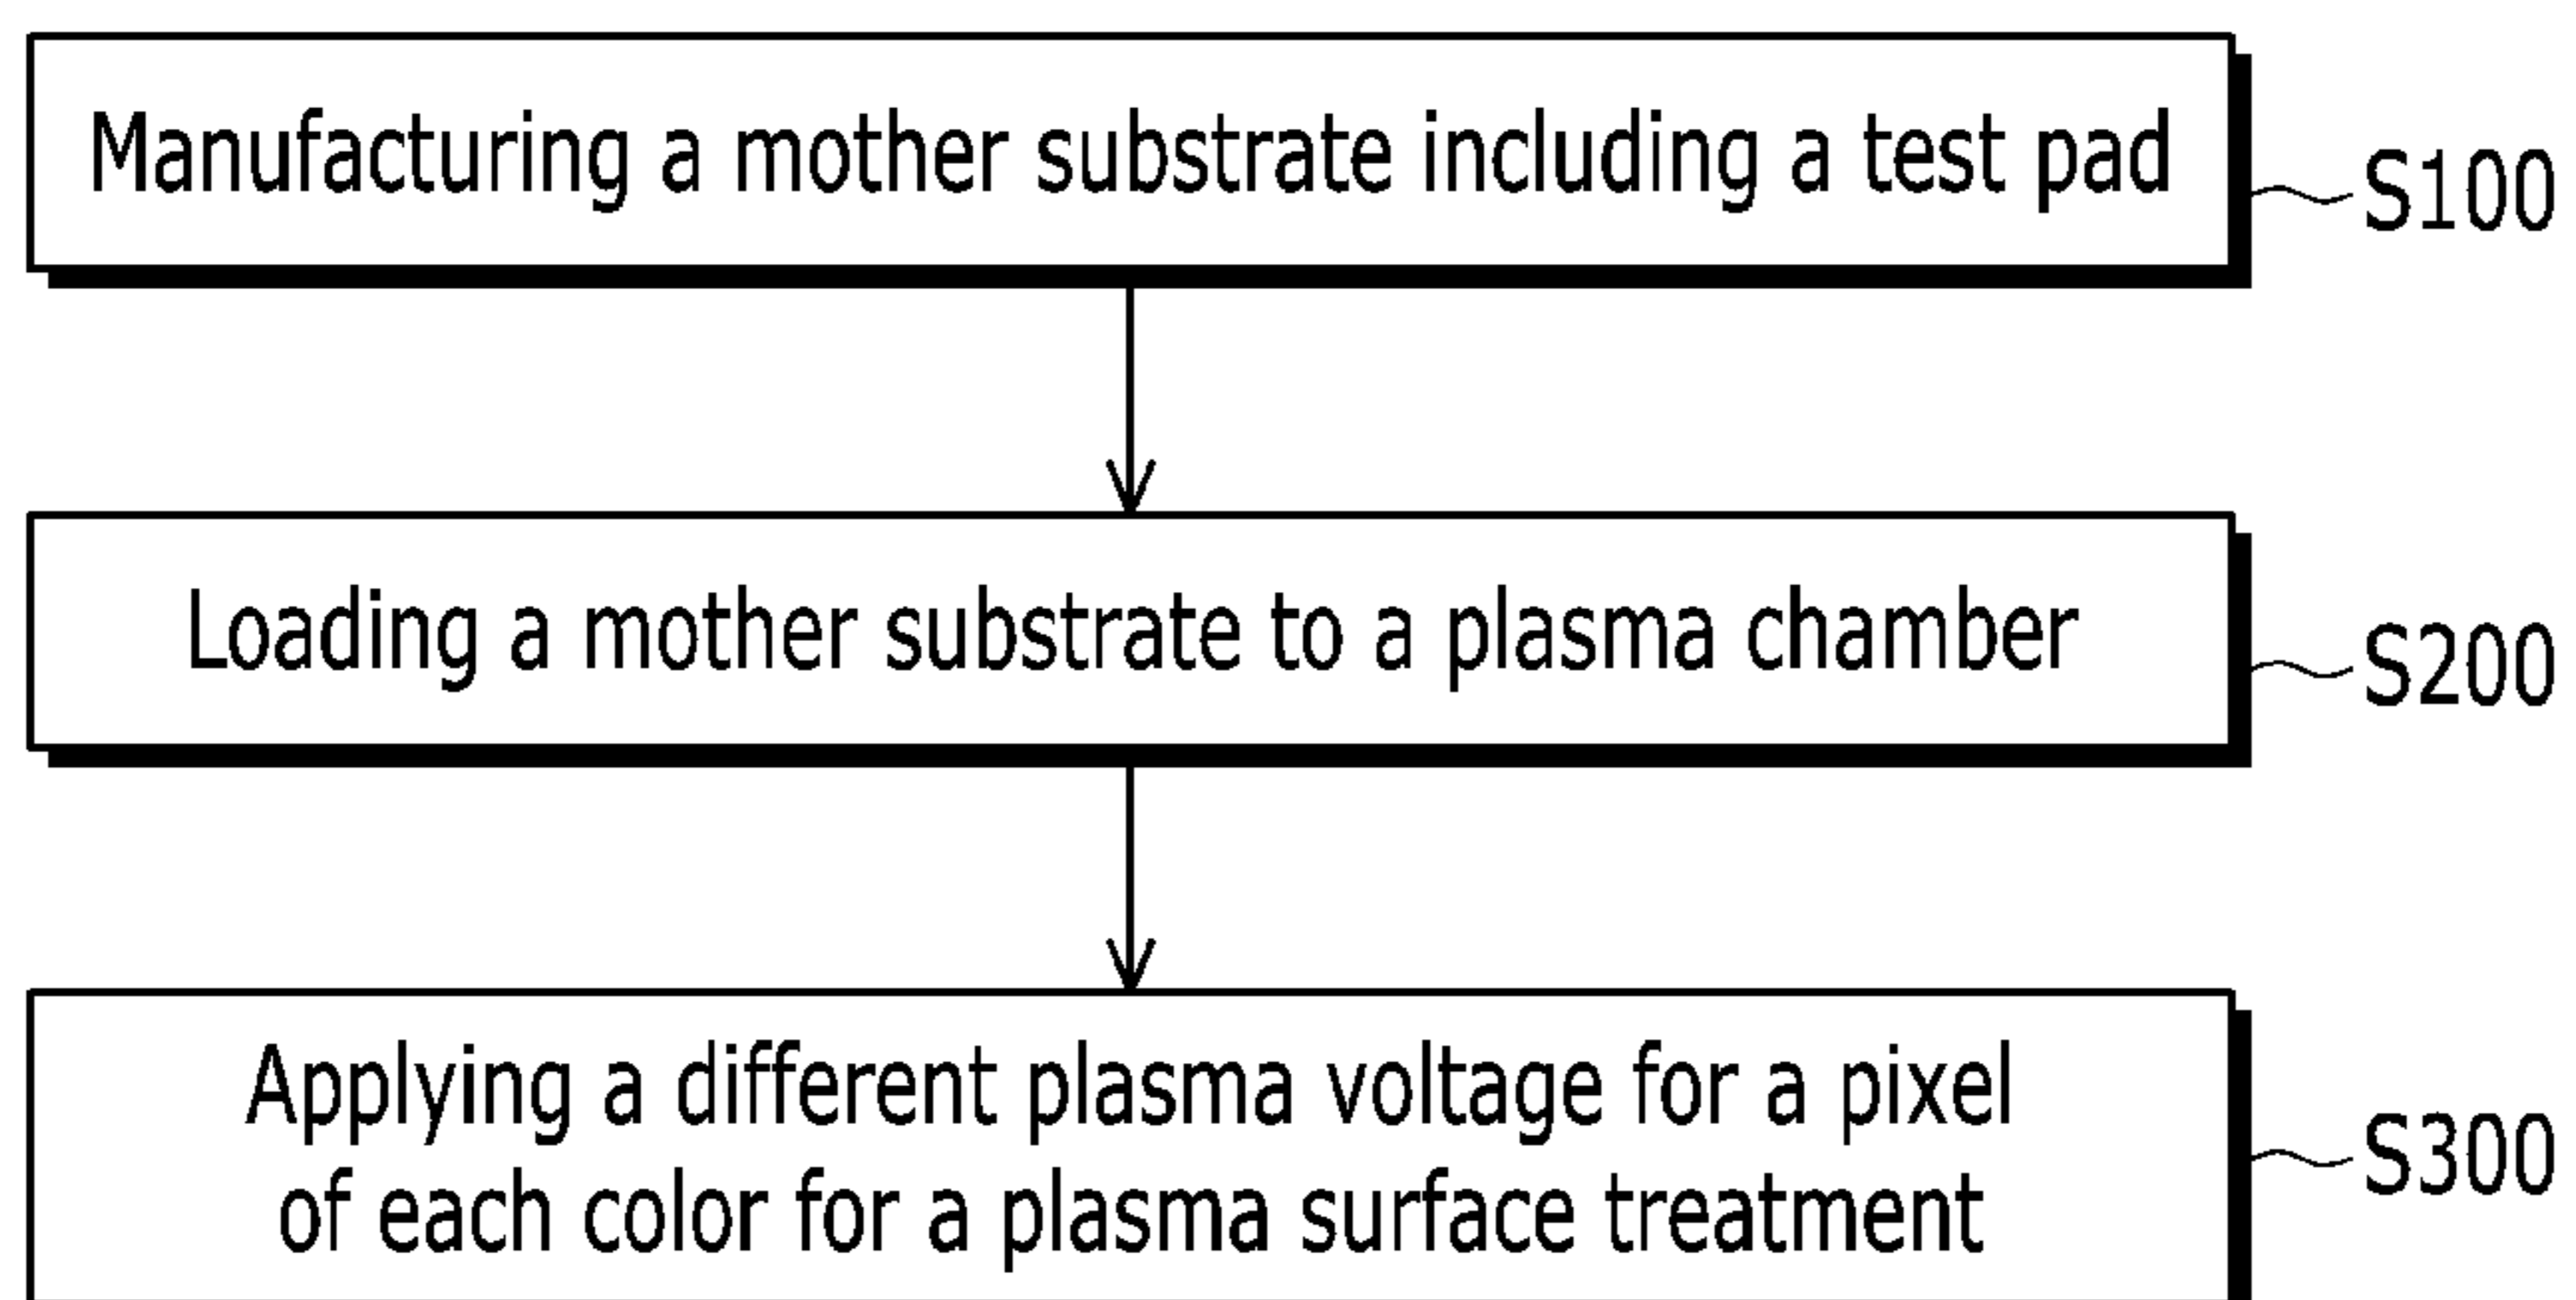 Manufacturing a mother substrate including a test pad
S100
Loading a mother substrate to a plasma chamber
S200
Applying a different plasma voltage for a pixel
of each color for a plasma surface treatment
S300